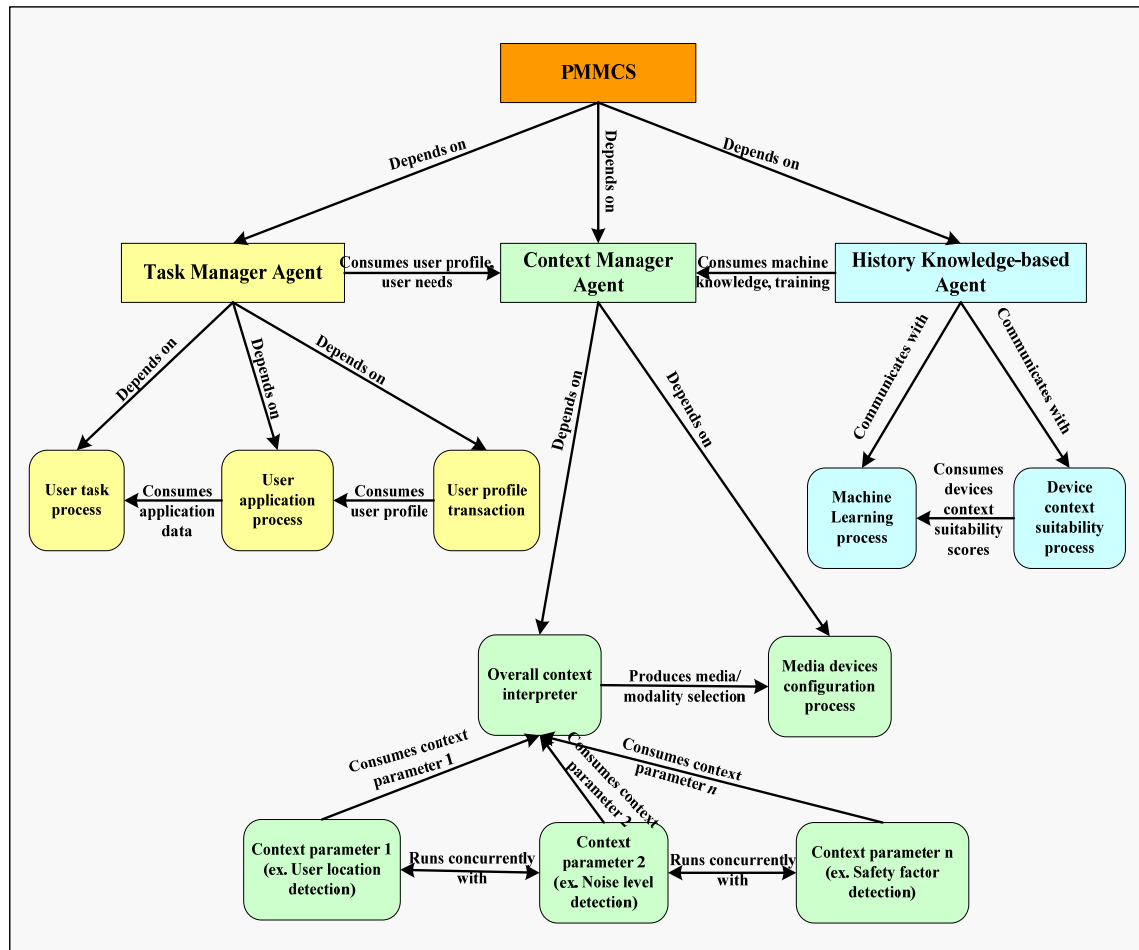 PMMCS
Depends on
Depends on
Depends on
Task Manager Agent
Consumes user profile,
user needs
Context Manager
Agent
Consumes machine
knowledge, training
History Knowledge-based
Agent
Depends on
Depends on
Depends on
Depends on
Depends on
Communicates with
Communicates with
User task
process
Consumes
application
data
User
application
process
Consumes
user profile
User profile
transaction
Machine
Learning
process
Consumes
devices
context
suitability
scores
Device
context
suitability
process
Overall context
interpreter
Produces media/
modality selection
Media devices
configuration
process
Consumes context
parameter 1
Consumes context
parameter 2
Consumes context
parameter n
Context parameter 1
(ex. User location
detection)
Runs concurrently
with
Context
parameter 2
(ex. Noise level
detection)
Runs concurrently
with
Context parameter n
(ex. Safety factor
detection)